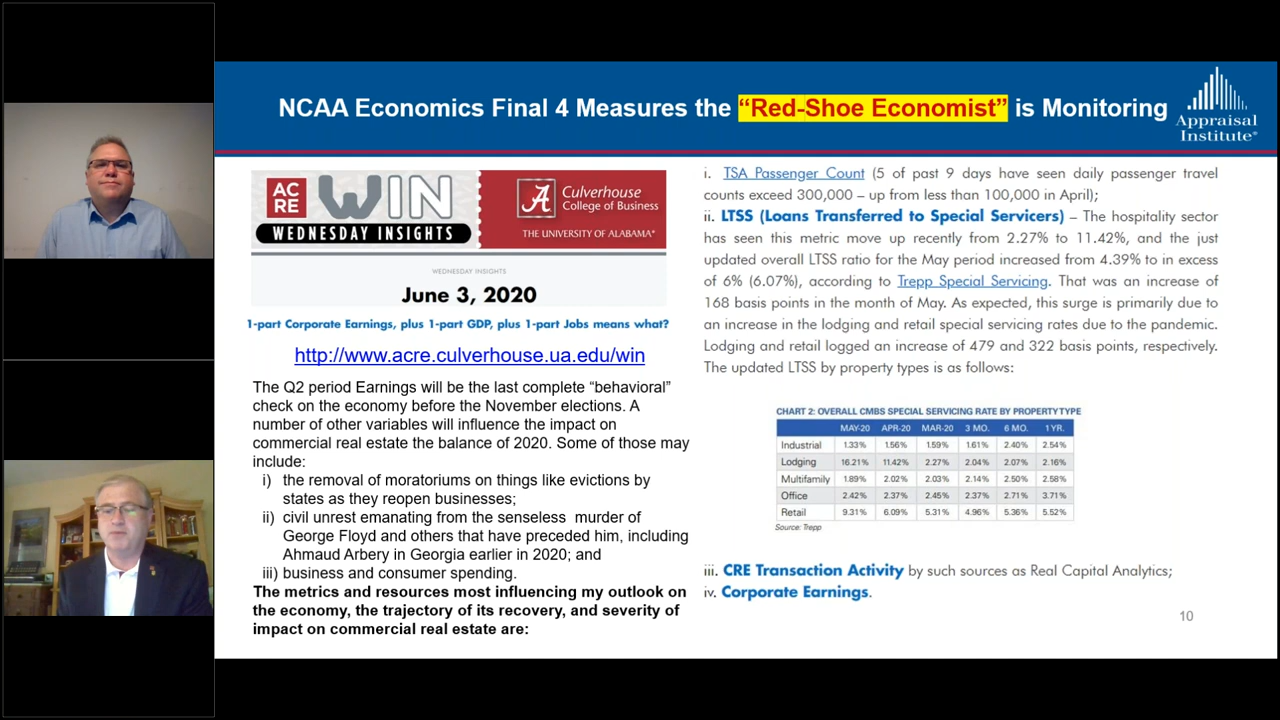 NCAA Economics Final 4 Measures the “Red-Shoe Economist” is Monitoring
Appraisal
Institute®
AC
RE
WIN
WEDNESDAY INSIGHTS
A
Culverhouse
College of Business
THE UNIVERSITY OF ALABAMA®
WEDNESDAY INSIGHTS
June 3, 2020
1-part Corporate Earnings, plus 1-part GDP, plus 1-part Jobs means what?
http://www.acre.culverhouse.ua.edu/win
The Q2 period Earnings will be the last complete “behavioral”
check on the economy before the November elections. A
number of other variables will influence the impact on
commercial real estate the balance of 2020. Some of those may
include:
i) the removal of moratoriums on things like evictions by
states as they reopen businesses;
ii) civil unrest emanating from the senseless murder of
George Floyd and others that have preceded him, including
Ahmaud Arbery in Georgia earlier in 2020; and
iii) business and consumer spending.
The metrics and resources most influencing my outlook on
the economy, the trajectory of its recovery, and severity of
impact on commercial real estate are:
i. TSA Passenger Count (5 of past 9 days have seen daily passenger travel
counts exceed 300,000 – up from less than 100,000 in April);
ii. LTSS (Loans Transferred to Special Servicers) – The hospitality sector
has seen this metric move up recently from 2.27% to 11.42%, and the just
updated overall LTSS ratio for the May period increased from 4.39% to in excess
of 6% (6.07%), according to Trepp Special Servicing. That was an increase of
168 basis points in the month of May. As expected, this surge is primarily due to
an increase in the lodging and retail special servicing rates due to the pandemic.
Lodging and retail logged an increase of 479 and 322 basis points, respectively.
The updated LTSS by property types is as follows:
CHART 2: OVERALL CMBS SPECIAL SERVICING RATE BY PROPERTY TYPE
MAY-20 APR-20 MAR-20 3 MO. 6 MO. 1 YR.
Industrial 1.33% 1.56% 1.59% 1.61% 2.40% 2.54%
Lodging 16.21% 11.42% 2.27% 2.04% 2.07% 2.16%
Multifamily 1.89% 2.02% 2.03% 2.14% 2.50% 2.58%
Office 2.42% 2.37% 2.45% 2.37% 2.71% 3.71%
Retail 9.31% 6.09% 5.31% 4.96% 5.36% 5.52%
Source: Trepp
iii. CRE Transaction Activity by such sources as Real Capital Analytics;
iv. Corporate Earnings.
10